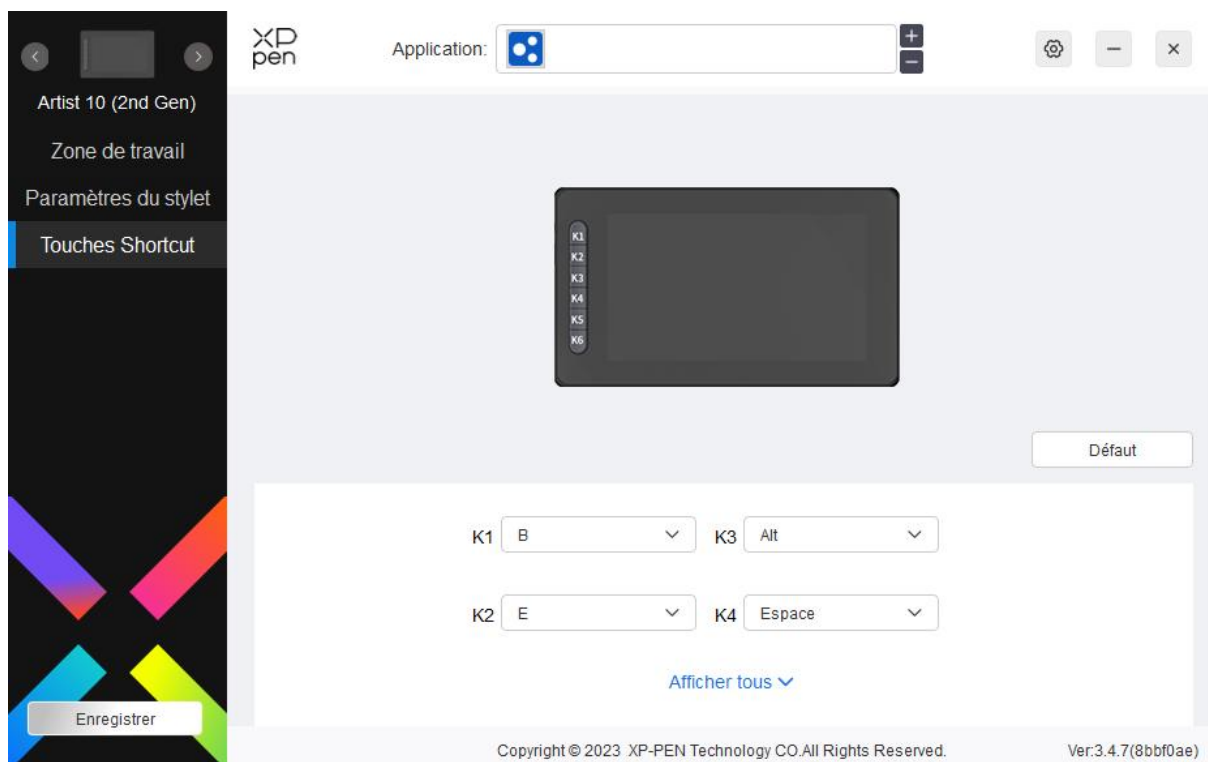 XP
pen
Application:
Artist 10 (2nd Gen)
Zone de travail
Paramètres du stylet
Touches Shortcut
K1
K2
K3
K4
K5
K6
Défaut
K1 B K3 Alt
K2 E K4 Espace
Afficher tous
Enregistrer
Copyright © 2023 XP-PEN Technology CO.All Rights Reserved. Ver:3.4.7(8bbf0ae)